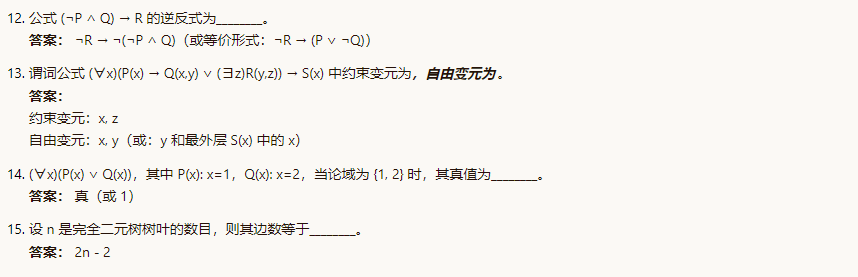 12. 公式 (¬P ∧ Q) → R 的逆反式为________。
答案： ¬R → ¬(¬P ∧ Q)（或等价形式：¬R → (P ∨ ¬Q)）
13. 谓词公式 (∀x)(P(x) → Q(x,y) ∨ (∃z)R(y,z)) → S(x) 中约束变元为，自由变元为。
答案：
约束变元：x, z
自由变元：x, y（或：y 和最外层 S(x) 中的 x）
14. (∀x)(P(x) ∨ Q(x))，其中 P(x): x=1，Q(x): x=2，当论域为 {1, 2} 时，其真值为________。
答案： 真（或 1）
15. 设 n 是完全二元树树叶的数目，则其边数等于________。
答案： 2n - 2